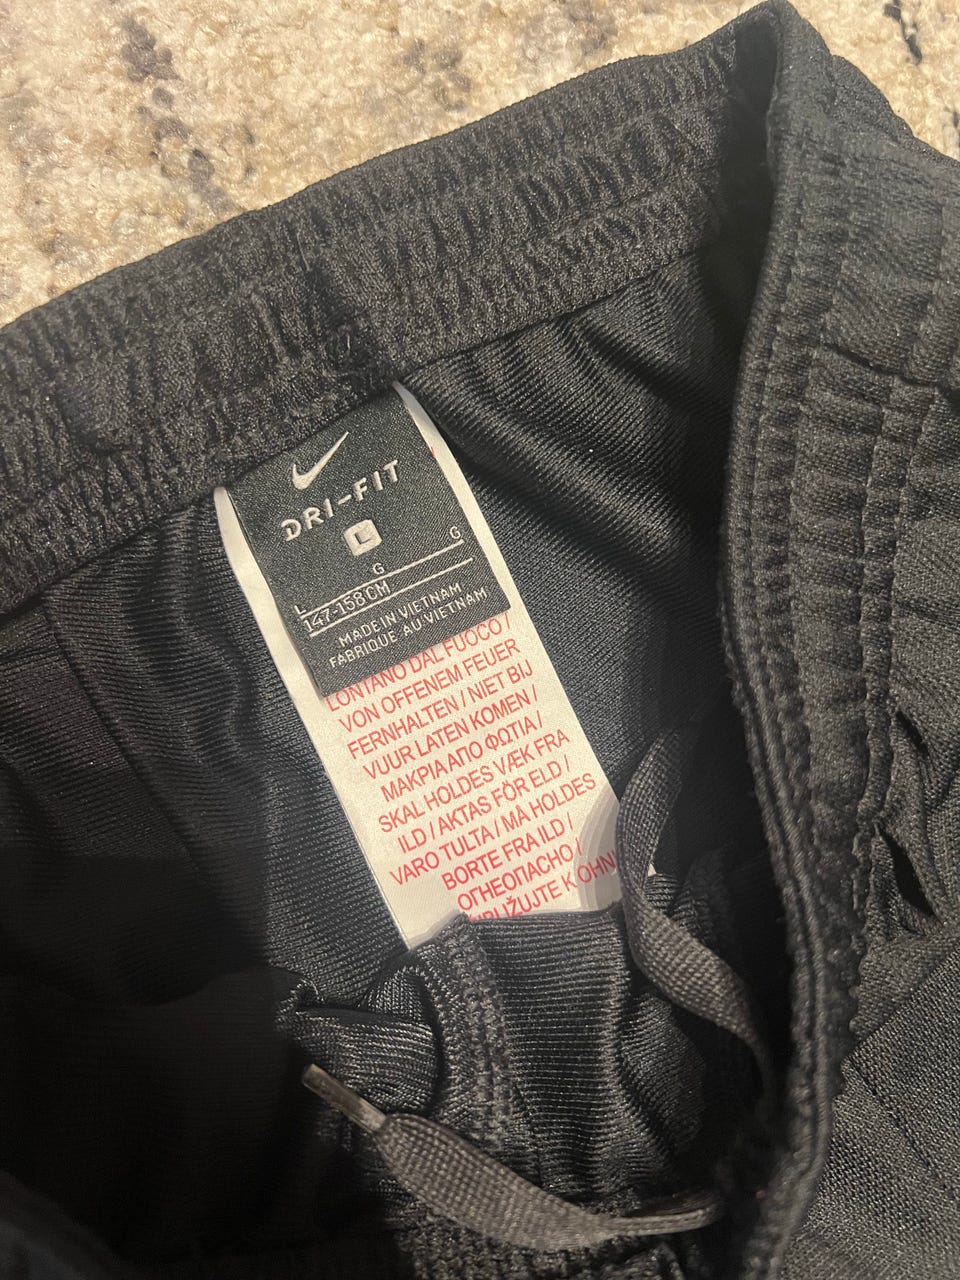 DRI-FIT
L
L G G
147-158CM
MADE IN VIETNAM
FABRIQUE AU VIETNAM
LONTANO DAL FUOCO /
VON OFFENEM FEUER
FERNHALTEN / NIET BIJ
VUUR LATEN KOMEN /
ΜΑΚΡΙΑ ΑΠΟ ΦΩΤΙΑ /
SKAL HOLDES VÆK FRA
ILD / AKTAS FÖR ELD /
VARO TULTA / MÅ HOLDES
BORTE FRA ILD /
ОГНЕОПАСНО /
K OHNI